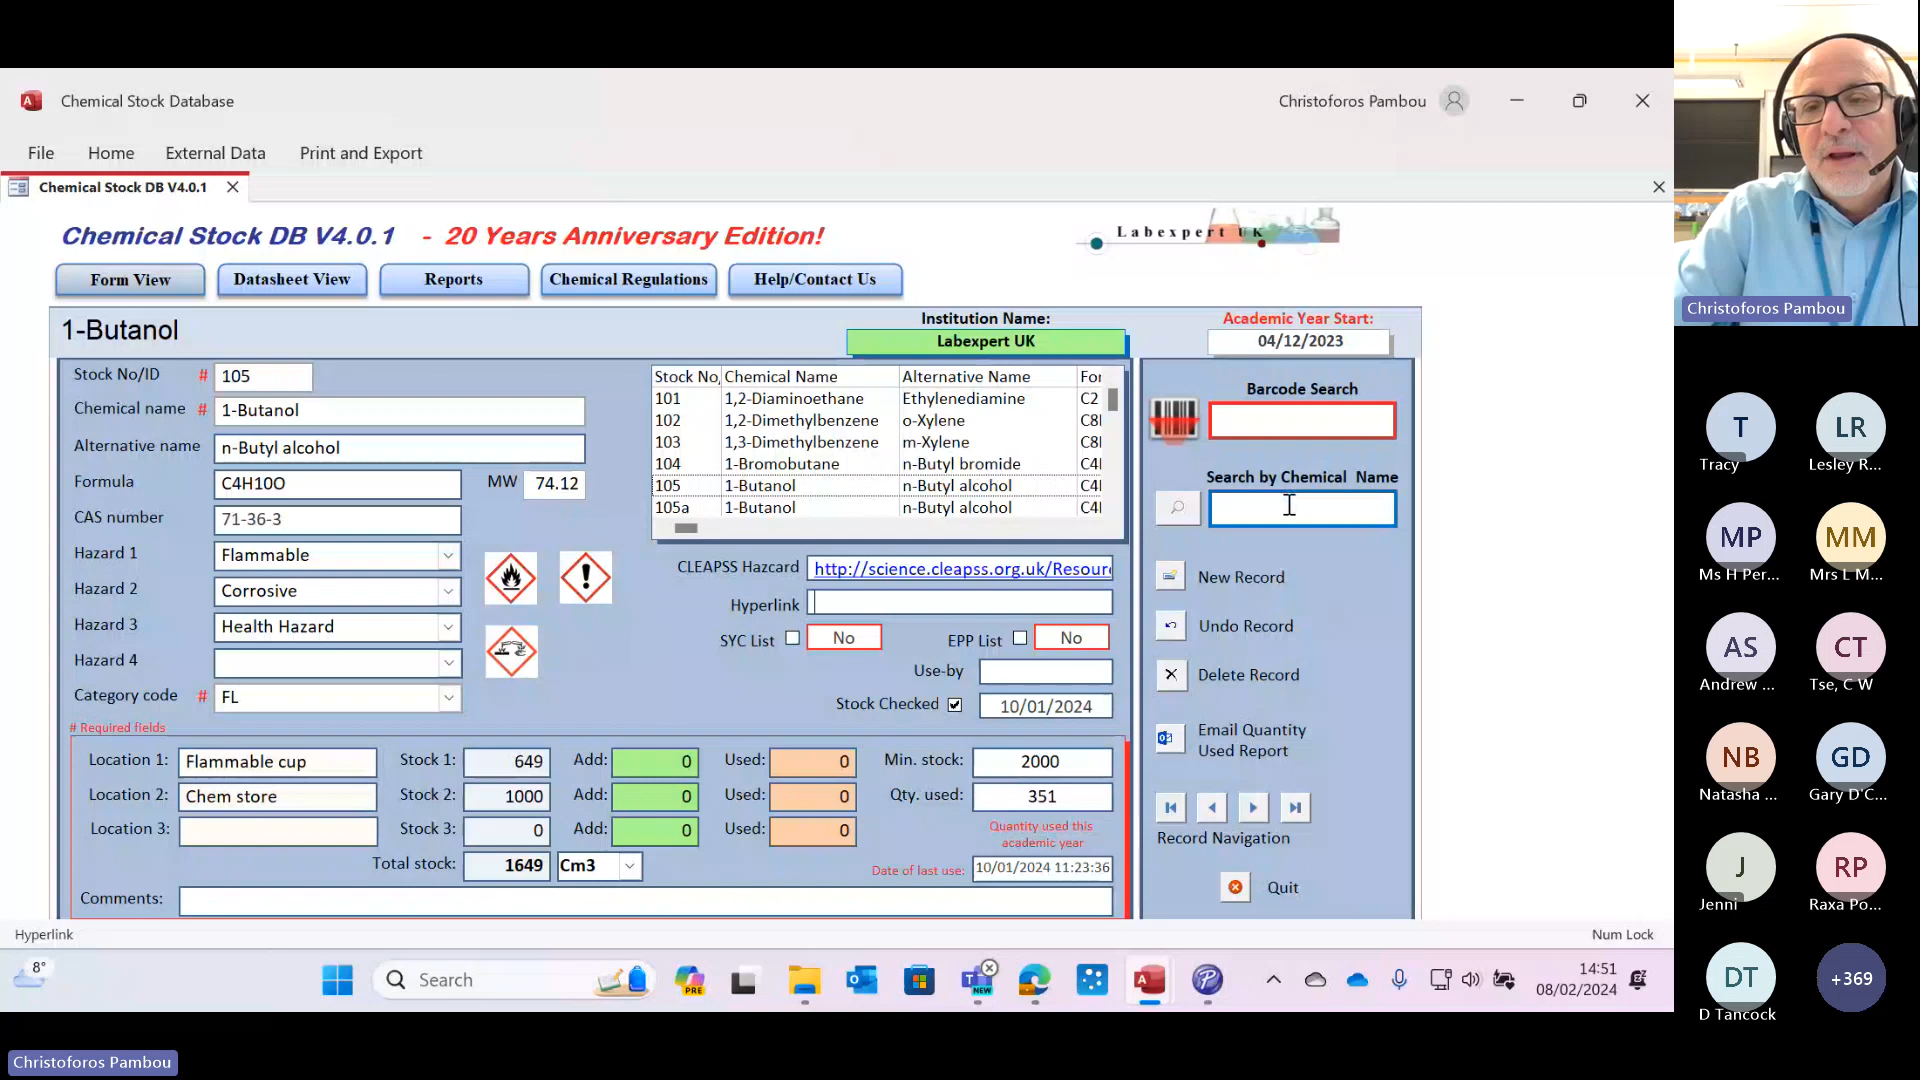 Chemical Stock Database
Christoforos Pambou
File Home External Data Print and Export
Chemical Stock DB V4.0.1
Chemical Stock DB V4.0.1 - 20 Years Anniversary Edition!
Labexpert UK
Form View Datasheet View Reports Chemical Regulations Help/Contact Us
1-Butanol
Institution Name:
Labexpert UK
Academic Year Start:
04/12/2023
Stock No/ID # 105
Chemical name # 1-Butanol
Alternative name n-Butyl alcohol
Formula C4H10O MW 74.12
CAS number 71-36-3
Hazard 1 Flammable
Hazard 2 Corrosive
Hazard 3 Health Hazard
Hazard 4
Category code # FL
# Required fields
Stock No, Chemical Name Alternative Name For
101 1,2-Diaminoethane Ethylenediamine C2
102 1,2-Dimethylbenzene o-Xylene C8
103 1,3-Dimethylbenzene m-Xylene C8
104 1-Bromobutane n-Butyl bromide C4
105 1-Butanol n-Butyl alcohol C4
105a 1-Butanol n-Butyl alcohol C4
CLEAPSS Hazcard http://science.cleapss.org.uk/Resour
Hyperlink
SYC List No EPP List No
Use-by
Stock Checked 10/01/2024
Location 1: Flammable cup Stock 1: 649 Add: 0 Used: 0 Min. stock: 2000
Location 2: Chem store Stock 2: 1000 Add: 0 Used: 0 Qty. used: 351
Location 3: Stock 3: 0 Add: 0 Used: 0
Quantity used this
academic year
Total stock: 1649 Cm3 Date of last use: 10/01/2024 11:23:36
Comments:
Barcode Search
Search by Chemical Name
New Record
Undo Record
Delete Record
Email Quantity
Used Report
Record Navigation
Quit
Hyperlink
Num Lock
8°
Search
PRE
NEW
14:51
08/02/2024
Christoforos Pambou
Christoforos Pambou
T LR
Tracy Lesley R...
MP MM
Ms H Per... Mrs L M...
AS CT
Andrew ... Tse, C W
NB GD
Natasha ... Gary D'C...
J RP
Jenni Raxa Po...
DT +369
D Tancock